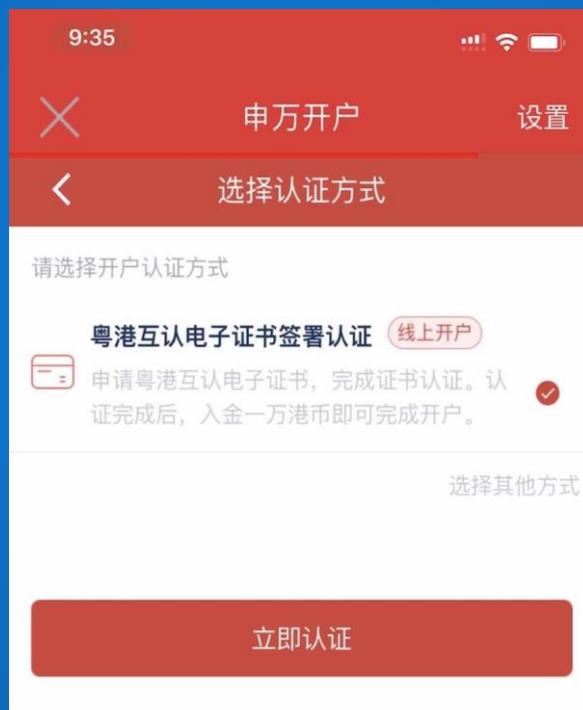 9:35
申万开户
设置
选择认证方式
请选择开户认证方式
粤港互认电子证书签署认证 线上开户
申请粤港互认电子证书，完成证书认证。认
证完成后，入金一万港币即可完成开户。
选择其他方式
立即认证